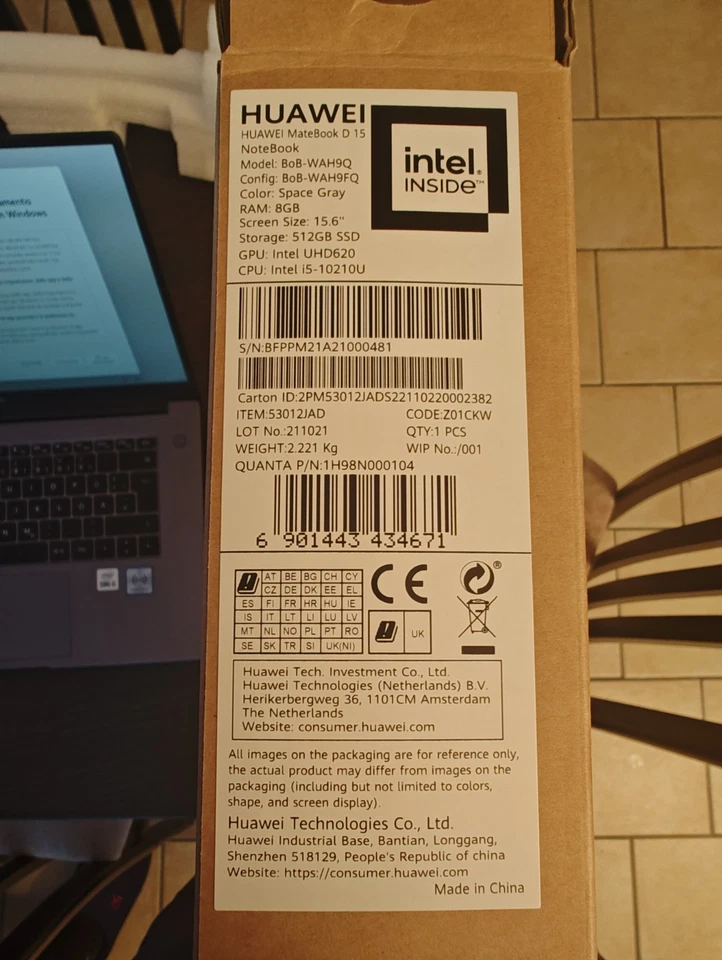 HUAWEI
HUAWEI MateBook D 15
NoteBook
Model: BoB-WAH9Q
Config: BoB-WAH9FQ
Color: Space Gray
RAM: 8GB
Screen Size: 15.6"
Storage: 512GB SSD
GPU: Intel UHD620
CPU: Intel i5-10210U
intel®
INSIDE™
S/N:BFPPM21A21000481
Carton ID:2PM53012JADS22110220002382
ITEM:53012JAD CODE:Z01CKW
LOT No.:211021 QTY:1 PCS
WEIGHT:2.221 Kg WIP No.:/001
QUANTA P/N:1H98N000104
6 901443 434671
AT BE BG CH CY
CZ DE DK EE EL
ES FI FR HR HU IE
IS IT LT LI LU LV
MT NL NO PL PT RO
SE SK TR SI UK(NI)
CE
®
UK
Huawei Tech. Investment Co., Ltd.
Huawei Technologies (Netherlands) B.V.
Herikerbergweg 36, 1101CM Amsterdam
The Netherlands
Website: consumer.huawei.com
All images on the packaging are for reference only,
the actual product may differ from images on the
packaging (including but not limited to colors,
shape, and screen display).
Huawei Technologies Co., Ltd.
Huawei Industrial Base, Bantian, Longgang,
Shenzhen 518129, People's Republic of china
Website: https://consumer.huawei.com
Made in China
Windows